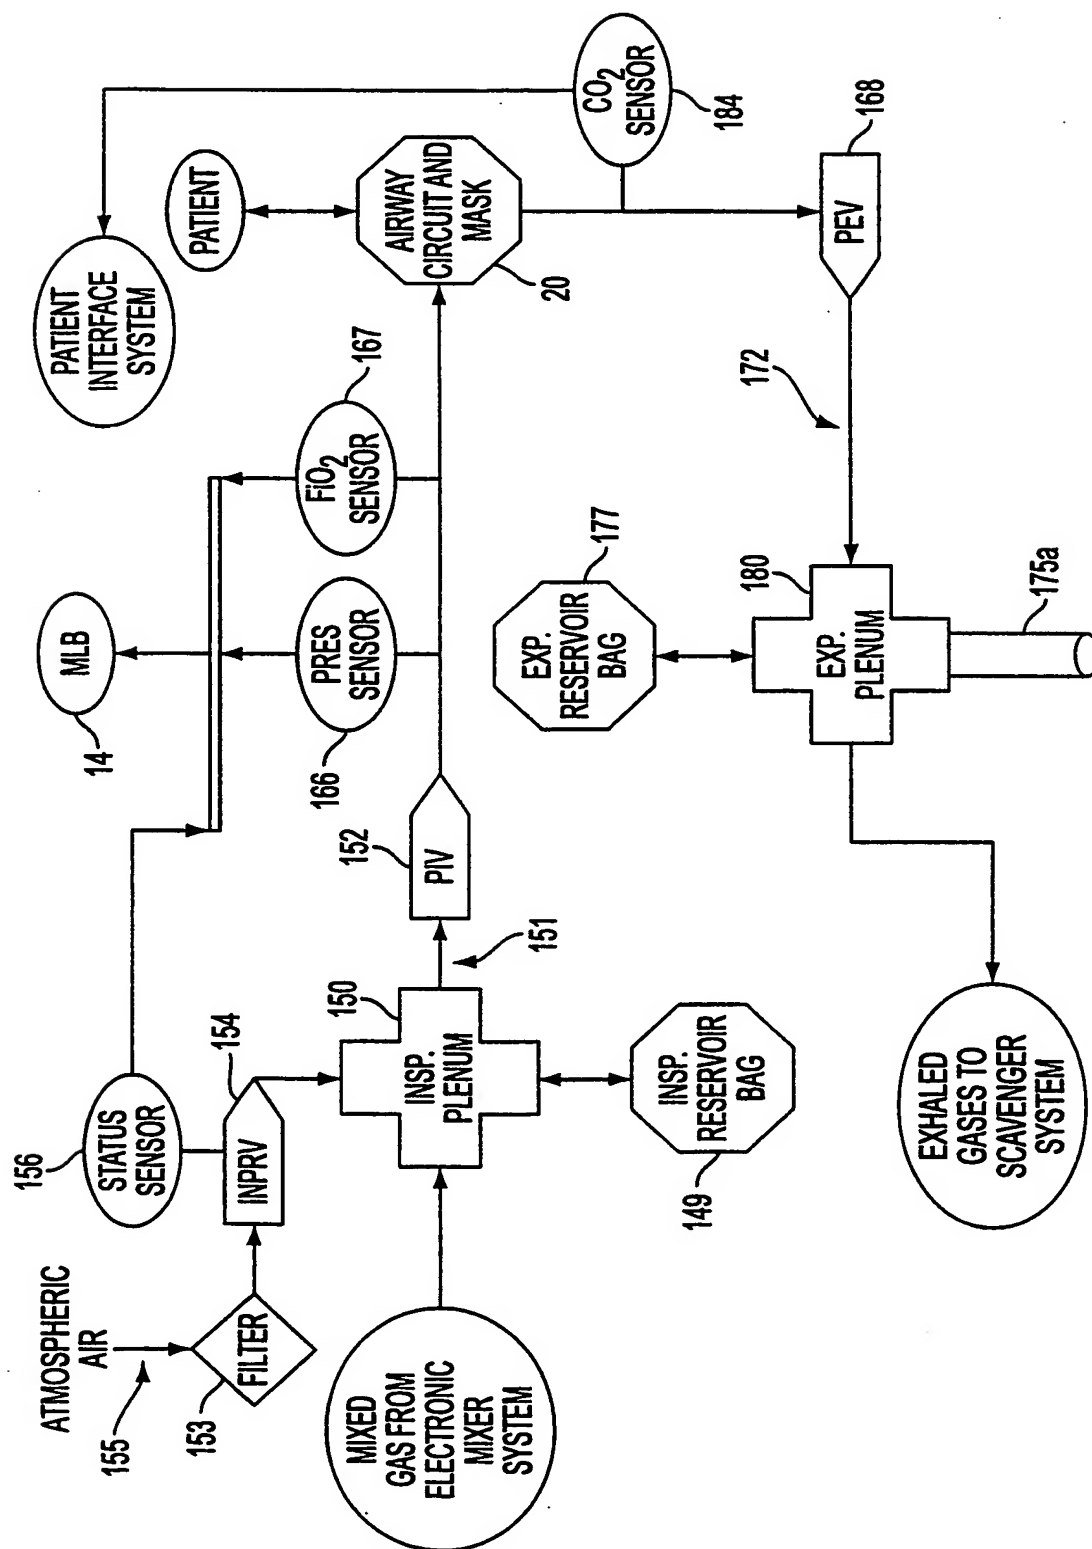 ATMOSPHERIC
AIR
155
153
FILTER
156
STATUS
SENSOR
INPRV
154
MIXED
GAS FROM
ELECTRONIC
MIXER
SYSTEM
INSP.
PLENUM
150
151
INSP.
RESERVOIR
BAG
149
PIV
152
14
MLB
PRES
SENSOR
166
FiO2
SENSOR
167
PATIENT
INTERFACE
SYSTEM
PATIENT
AIRWAY
CIRCUIT AND
MASK
20
CO2
SENSOR
184
PEV
168
172
EXP.
RESERVOIR
BAG
177
EXP.
PLENUM
180
175a
EXHALED
GASES TO
SCAVENGER
SYSTEM